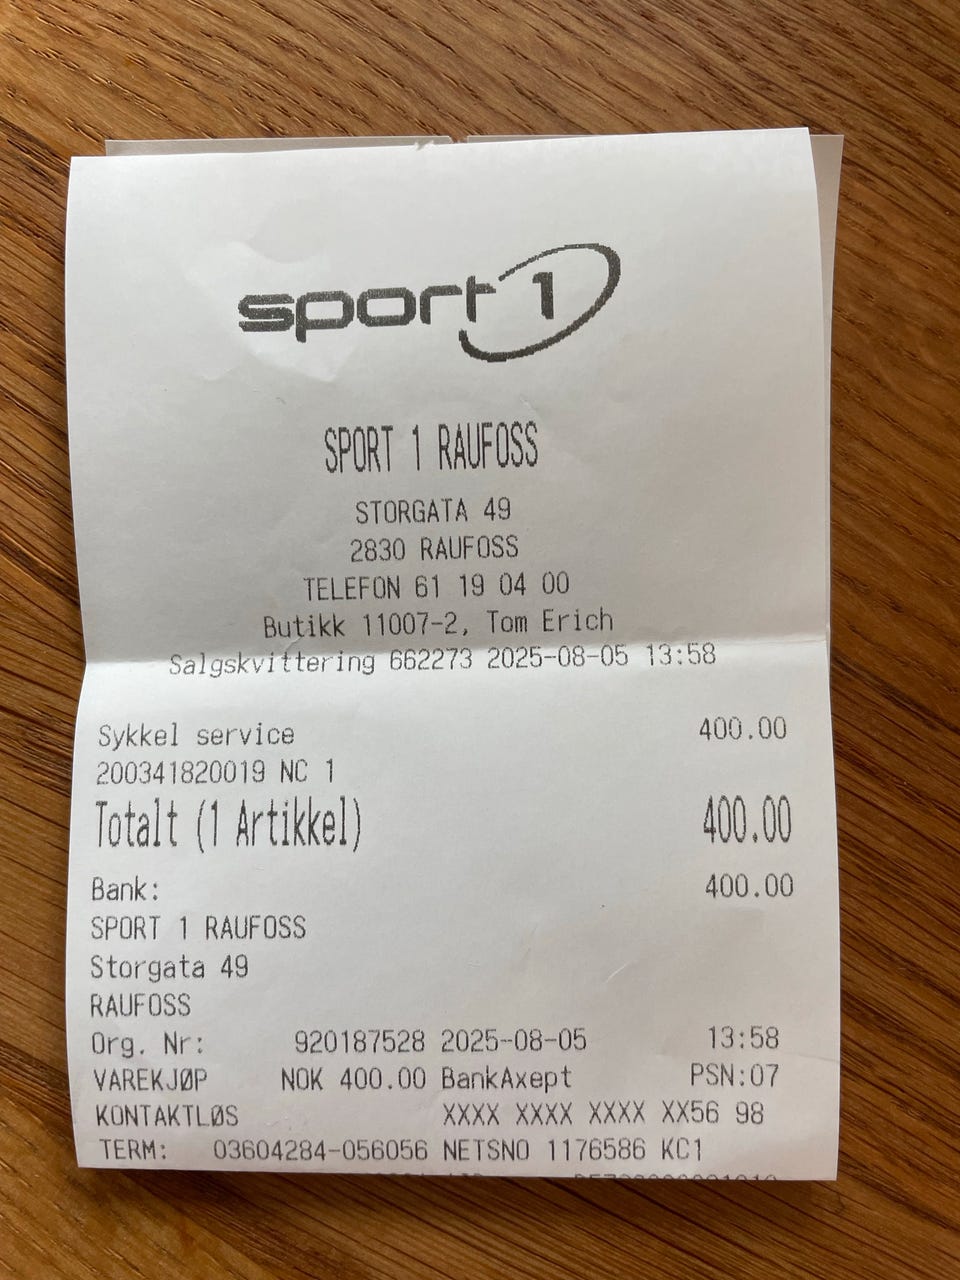 sport 1
SPORT 1 RAUFOSS
STORGATA 49
2830 RAUFOSS
TELEFON 61 19 04 00
Butikk 11007-2, Tom Erich
Salgskvittering 662273 2025-08-05 13:58
Sykkel service 400.00
200341820019 NC 1
Totalt (1 Artikkel) 400.00
Bank: 400.00
SPORT 1 RAUFOSS
Storgata 49
RAUFOSS
Org. Nr: 920187528 2025-08-05 13:58
VAREKJØP NOK 400.00 BankAxept PSN:07
KONTAKTLØS XXXX XXXX XXXX XX56 98
TERM: 03604284-056056 NETSNO 1176586 KC1